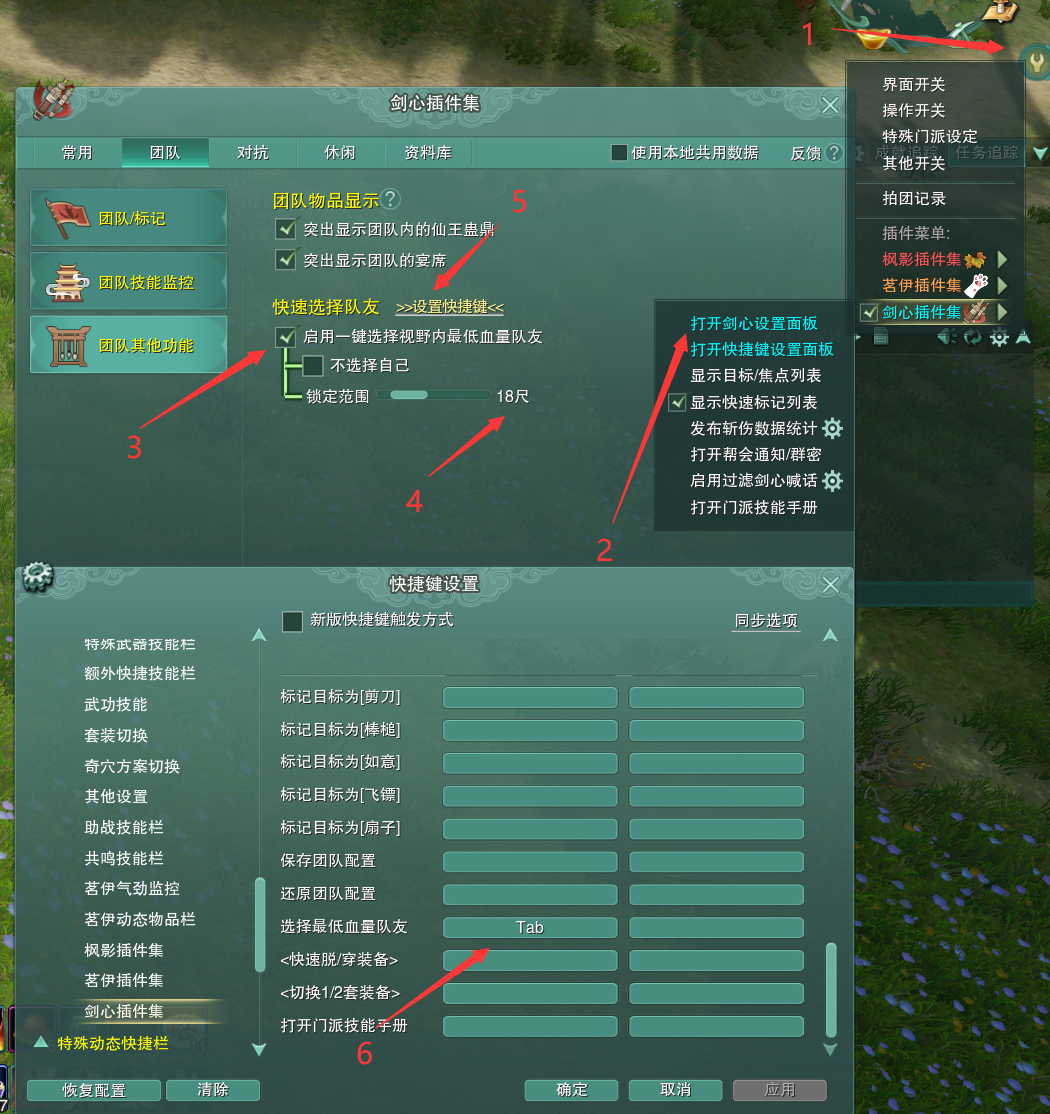 1
界面开关
操作开关
特殊门派设定
其他开关
成就追踪
任务追踪
拍团记录
插件菜单:
枫影插件集
茗伊插件集
剑心插件集
剑心插件集
常用
团队
对抗
休闲
资料库
使用本地共用数据
反馈
?
团队/标记
团队技能监控
团队其他功能
团队物品显示
?
5
突出显示团队内的仙王蛊鼎
突出显示团队的宴席
快速选择队友
>>设置快捷键<<
启用一键选择视野内最低血量队友
不选择自己
锁定范围
18尺
3
4
2
打开剑心设置面板
打开快捷键设置面板
显示目标/焦点列表
显示快速标记列表
发布斩伤数据统计
打开帮会通知/群密
启用过滤剑心喊话
打开门派技能手册
快捷键设置
新版快捷键触发方式
同步选项
特殊武器技能栏
额外快捷技能栏
武功技能
套装切换
奇穴方案切换
其他设置
助战技能栏
共鸣技能栏
茗伊气劲监控
茗伊动态物品栏
枫影插件集
茗伊插件集
剑心插件集
特殊动态快捷栏
标记目标为[剪刀]
标记目标为[棒槌]
标记目标为[如意]
标记目标为[飞镖]
标记目标为[扇子]
保存团队配置
还原团队配置
选择最低血量队友
Tab
<快速脱/穿装备>
<切换1/2套装备>
打开门派技能手册
6
恢复配置
清除
确定
取消
应用
7